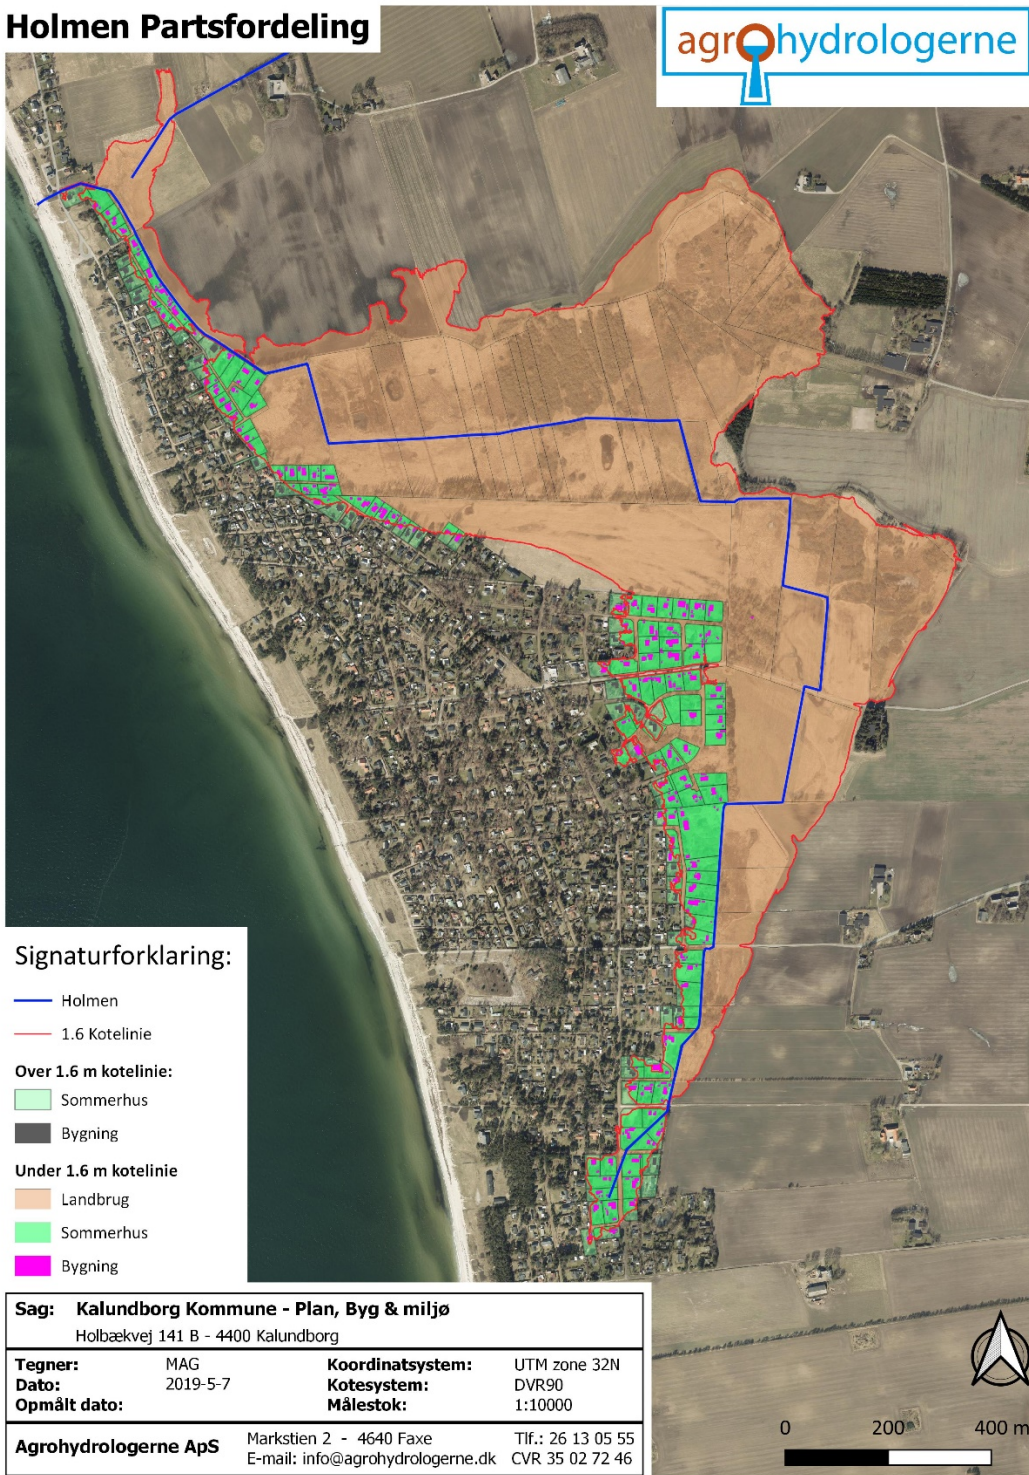 Holmen Partsfordeling
agrohydrologerne
Signaturforklaring:
Holmen
1.6 Kotelinie
Over 1.6 m kotelinie:
Sommerhus
Bygning
Under 1.6 m kotelinie
Landbrug
Sommerhus
Bygning
Sag: Kalundborg Kommune - Plan, Byg & miljø
Holbækvej 141 B - 4400 Kalundborg
Tegner: MAG Koordinatsystem: UTM zone 32N
Dato: 2019-5-7 Kotesystem: DVR90
Opmålt dato: Målestok: 1:10000
Agrohydrologerne ApS Markstien 2 - 4640 Faxe Tlf.: 26 13 05 55
E-mail: info@agrohydrologerne.dk CVR 35 02 72 46
0 200 400 m